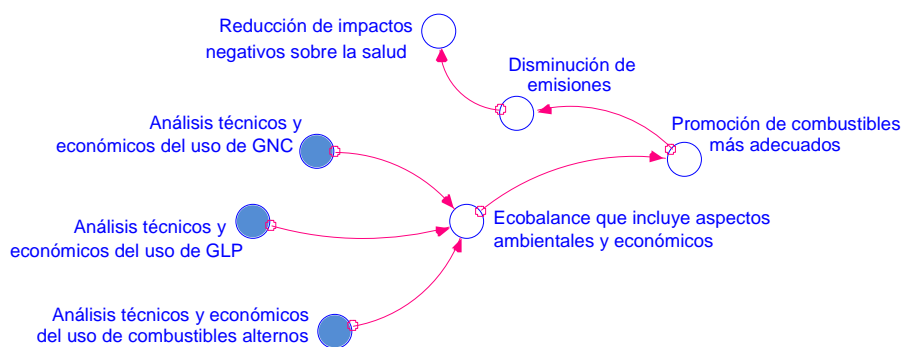 Reducción de impactos
negativos sobre la salud
Disminución de
emisiones
Análisis técnicos y
económicos del uso de GNC
Promoción de combustibles
más adecuados
Análisis técnicos y
económicos del uso de GLP
Ecobalance que incluye aspectos
ambientales y económicos
Análisis técnicos y económicos
del uso de combustibles alternos